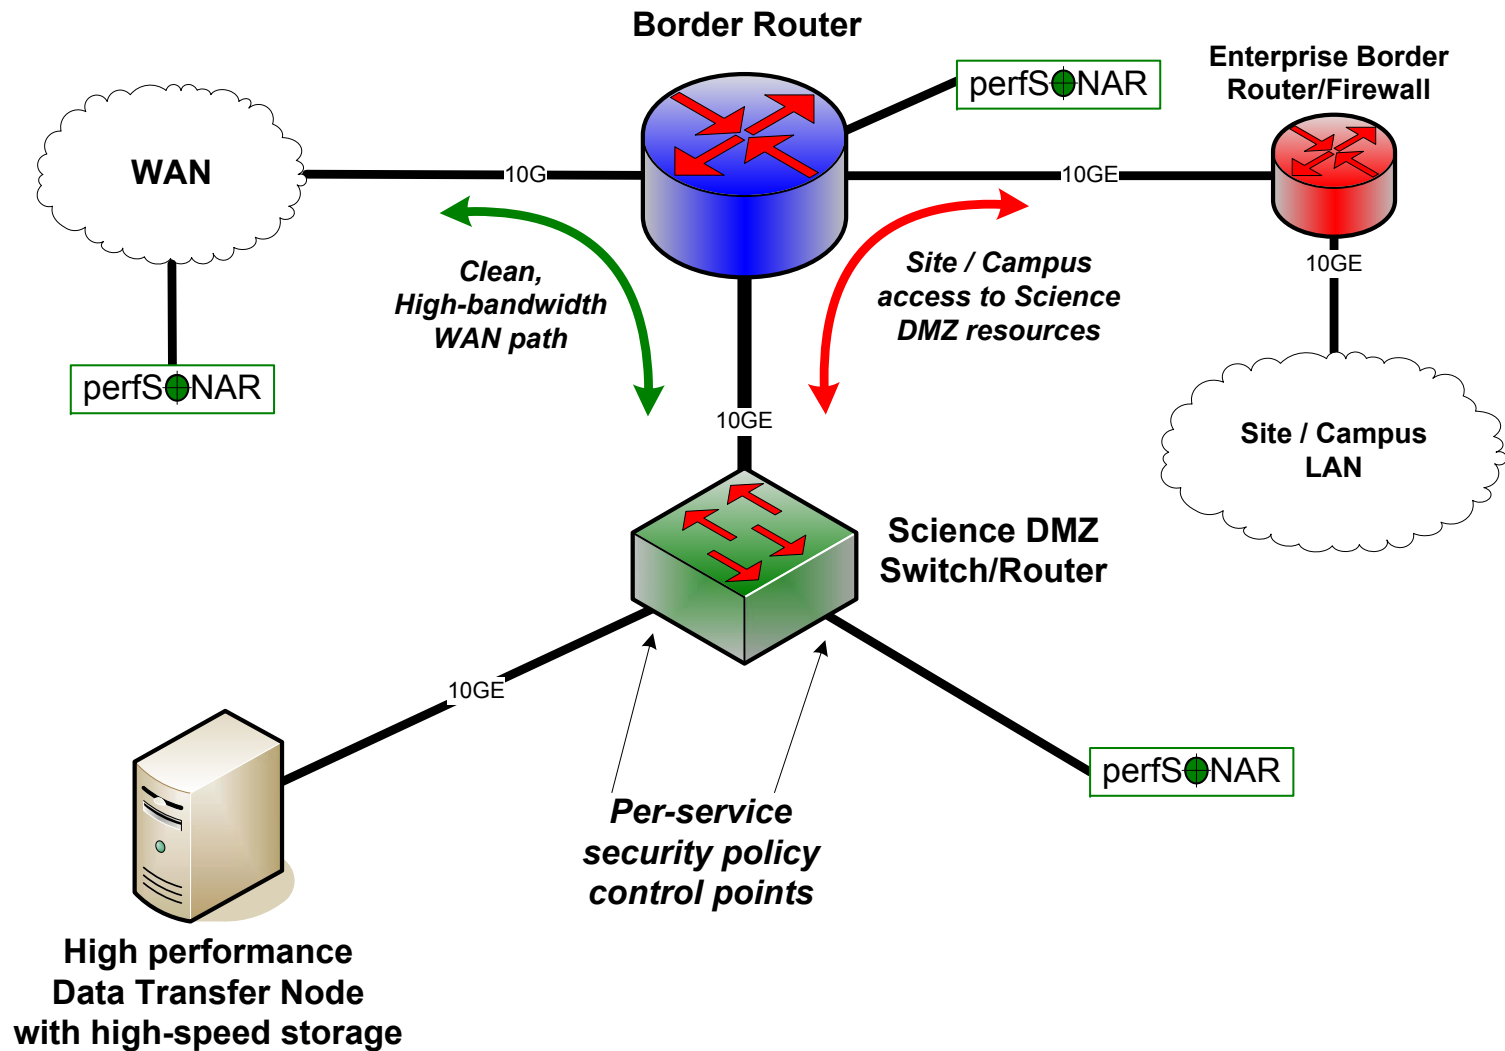 Border Router
perfSONAR
Enterprise Border
Router/Firewall
WAN
10G
10GE
10GE
Clean,
High-bandwidth
WAN path
Site / Campus
access to Science
DMZ resources
perfSONAR
10GE
Site / Campus
LAN
Science DMZ
Switch/Router
10GE
perfSONAR
Per-service
security policy
control points
High performance
Data Transfer Node
with high-speed storage